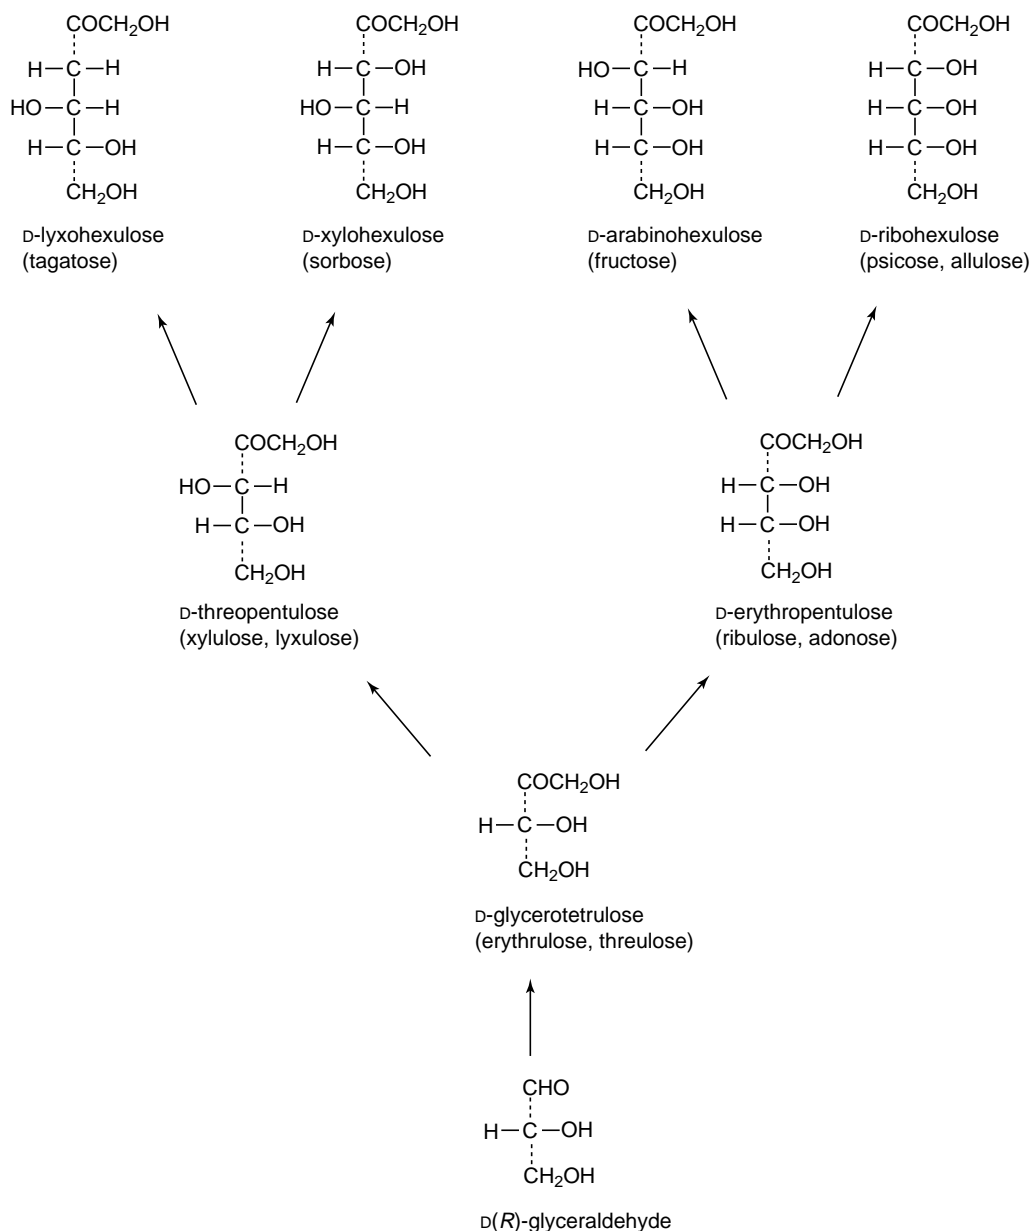 COCH₂OH COCH₂OH COCH₂OH COCH₂OH
H–C–H H–C–OH HO–C–H H–C–OH
HO–C–H HO–C–H H–C–OH H–C–OH
H–C–OH H–C–OH H–C–OH H–C–OH
CH₂OH CH₂OH CH₂OH CH₂OH
D-lyxohexulose D-xylohexulose D-arabinohexulose D-ribohexulose
(tagatose) (sorbose) (fructose) (psicose, allulose)
COCH₂OH COCH₂OH
HO–C–H H–C–OH
H–C–OH H–C–OH
CH₂OH CH₂OH
D-threopentulose D-erythropentulose
(xylulose, lyxulose) (ribulose, adonose)
COCH₂OH
H–C–OH
CH₂OH
D-glycerotetrulose
(erythrulose, threulose)
CHO
H–C–OH
CH₂OH
D(R)-glyceraldehyde